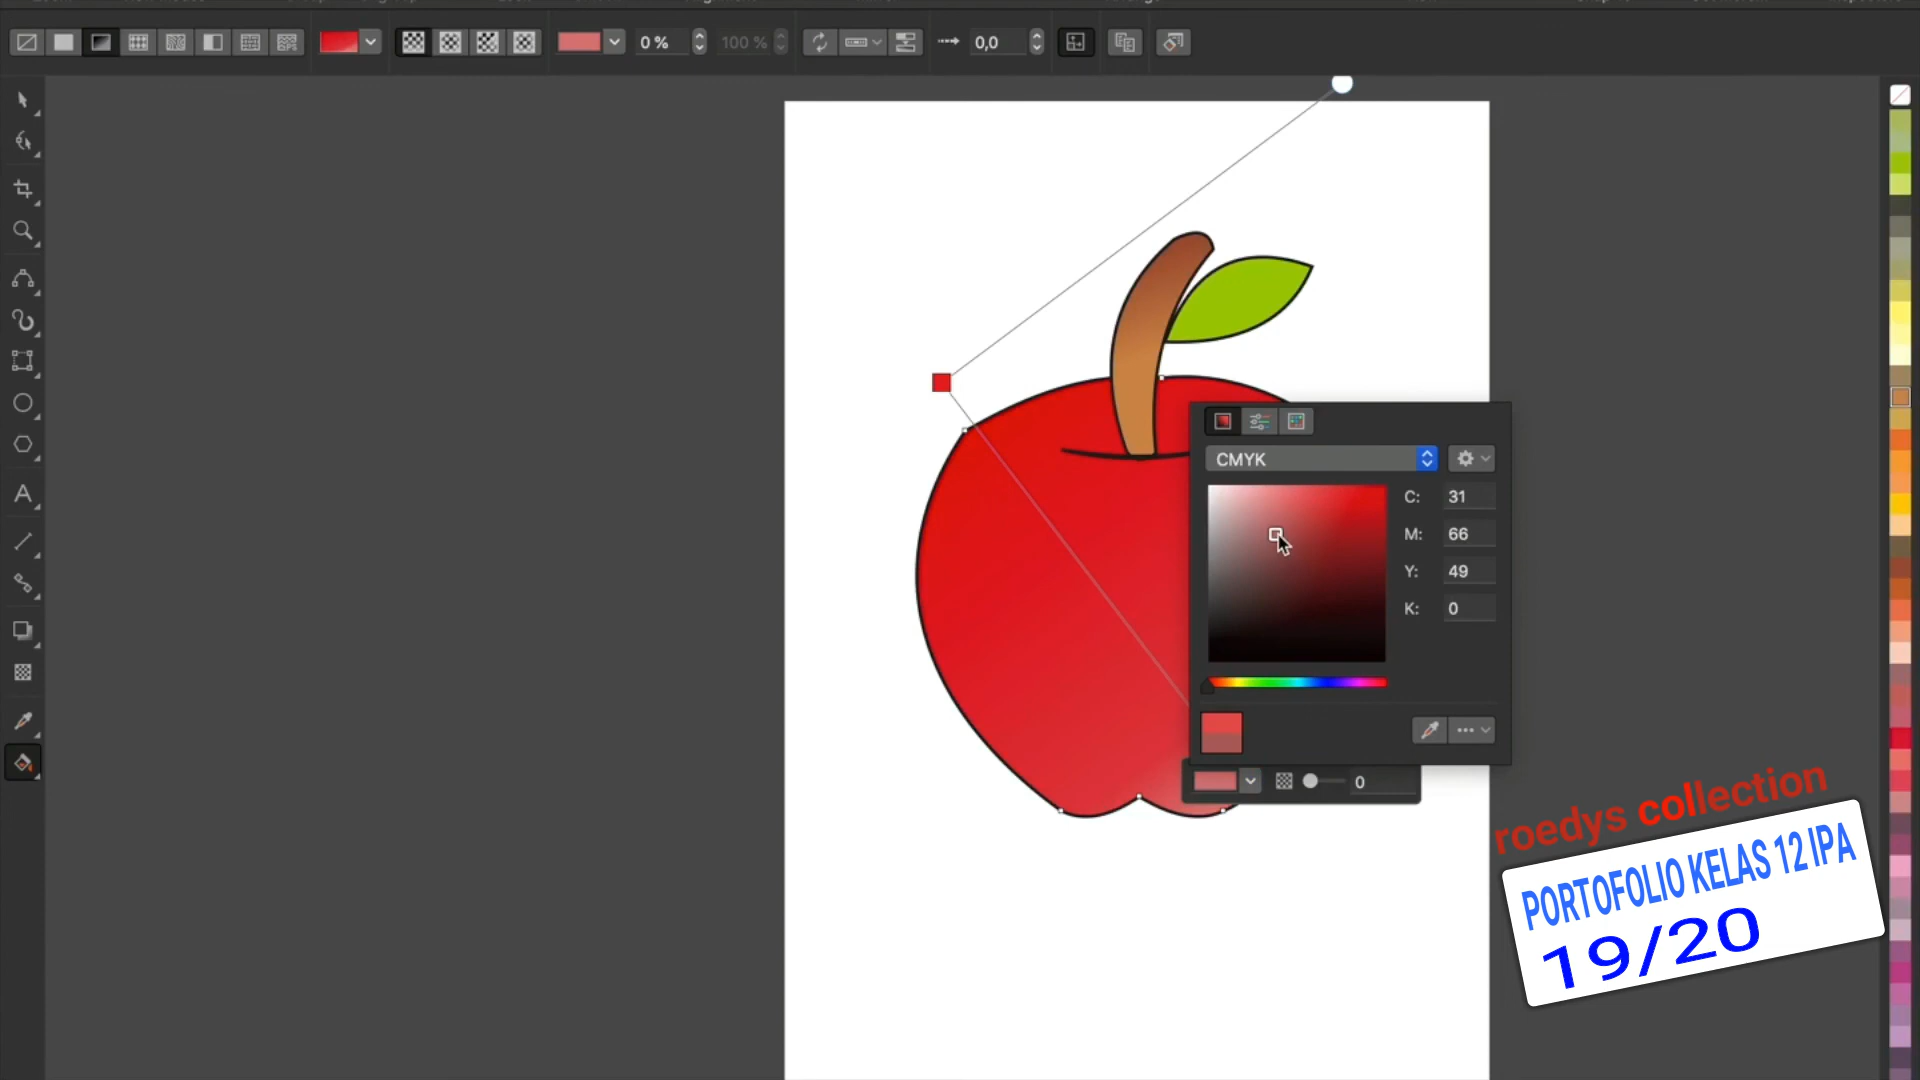 0 %
100 %
0,0
CMYK
C: 31
M: 66
Y: 49
K: 0
0
roedys collection
PORTOFOLIO KELAS 12 IPA
19/20